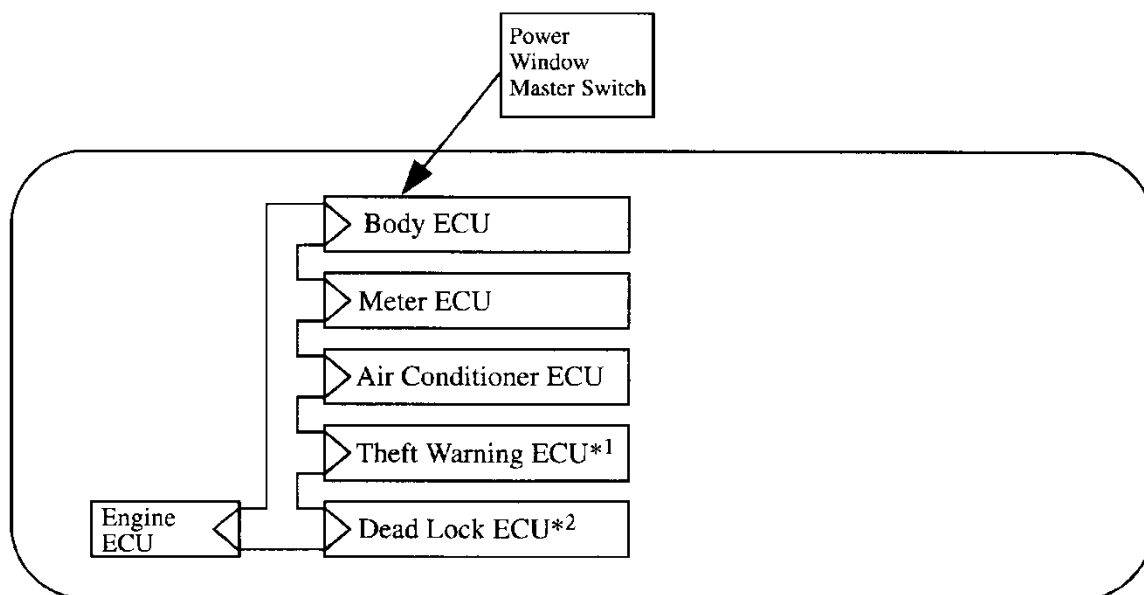 Power
Window
Master Switch
Body ECU
Meter ECU
Air Conditioner ECU
Theft Warning ECU*1
Engine
ECU
Dead Lock ECU*2